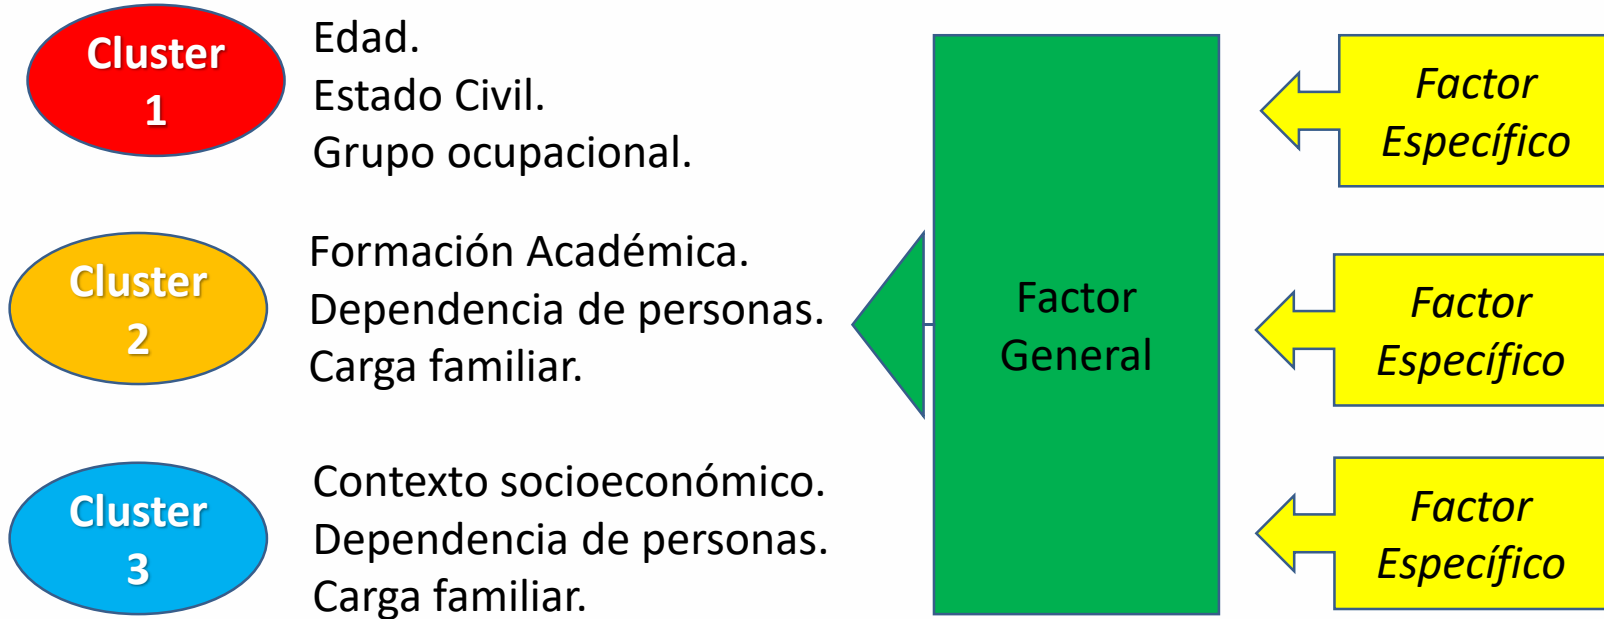 Cluster
1
Edad.
Estado Civil.
Grupo ocupacional.
Cluster
2
Formación Académica.
Dependencia de personas.
Carga familiar.
Cluster
3
Contexto socioeconómico.
Dependencia de personas.
Carga familiar.
Factor
General
Factor
Específico
Factor
Específico
Factor
Específico